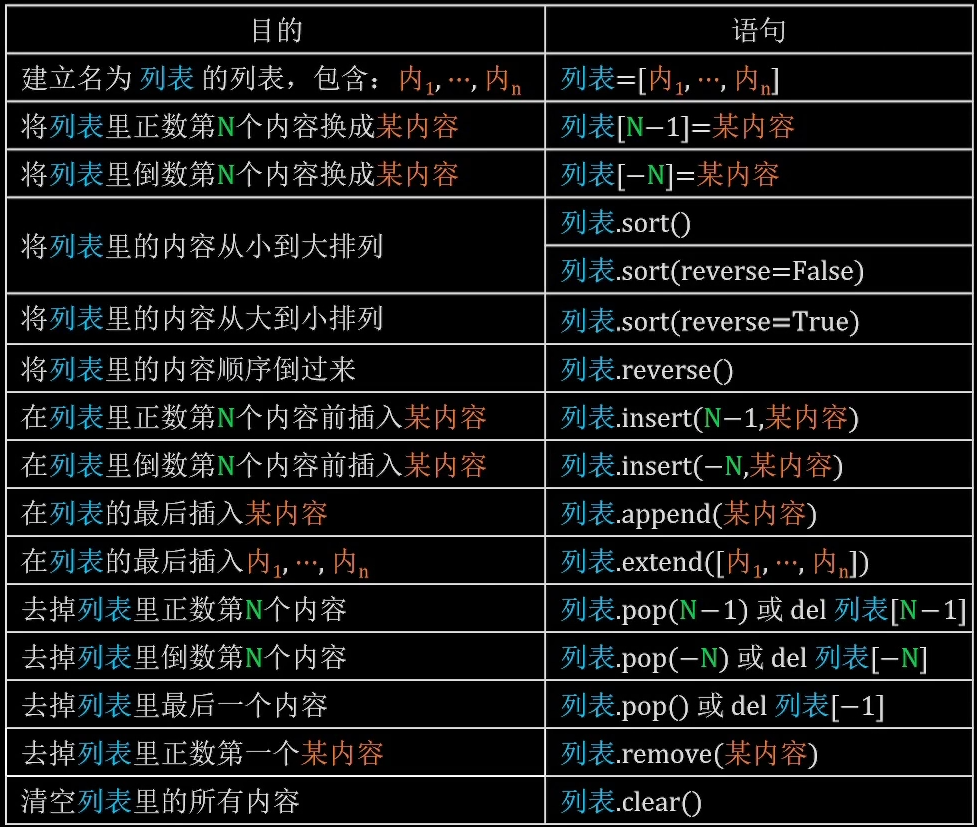 目的 语句
建立名为 列表 的列表，包含：内1, ⋯, 内n 列表=[内1, ⋯, 内n]
将列表里正数第N个内容换成某内容 列表[N−1]=某内容
将列表里倒数第N个内容换成某内容 列表[−N]=某内容
将列表里的内容从小到大排列 列表.sort()
列表.sort(reverse=False)
将列表里的内容从大到小排列 列表.sort(reverse=True)
将列表里的内容顺序倒过来 列表.reverse()
在列表里正数第N个内容前插入某内容 列表.insert(N−1,某内容)
在列表里倒数第N个内容前插入某内容 列表.insert(−N,某内容)
在列表的最后插入某内容 列表.append(某内容)
在列表的最后插入内1, ⋯, 内n 列表.extend([内1, ⋯, 内n])
去掉列表里正数第N个内容 列表.pop(N−1) 或 del 列表[N−1]
去掉列表里倒数第N个内容 列表.pop(−N) 或 del 列表[−N]
去掉列表里最后一个内容 列表.pop() 或 del 列表[−1]
去掉列表里正数第一个某内容 列表.remove(某内容)
清空列表里的所有内容 列表.clear()